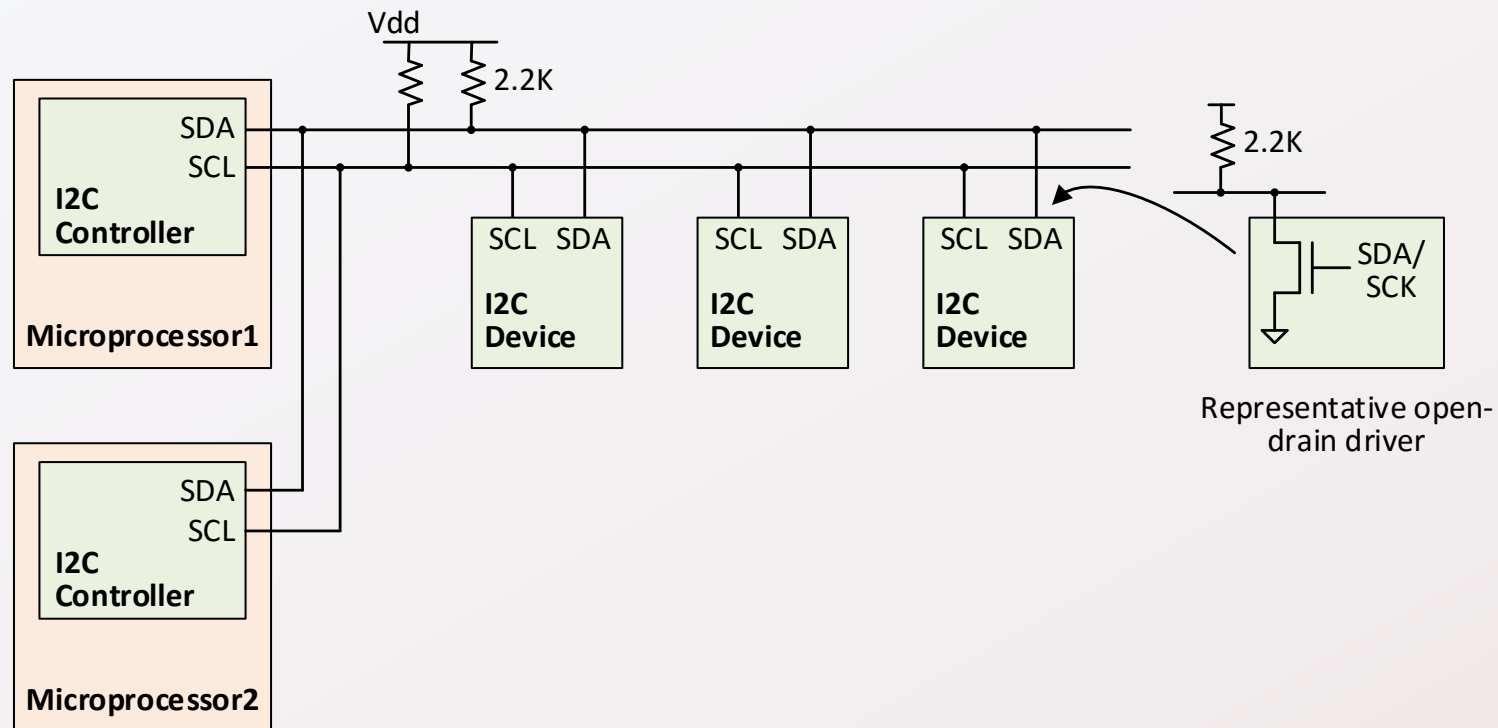 Vdd
2.2K
SDA
SCL
I2C
Controller
Microprocessor1
SCL SDA
I2C
Device
SCL SDA
I2C
Device
SCL SDA
I2C
Device
2.2K
SDA/
SCK
Representative open-
drain driver
SDA
SCL
I2C
Controller
Microprocessor2